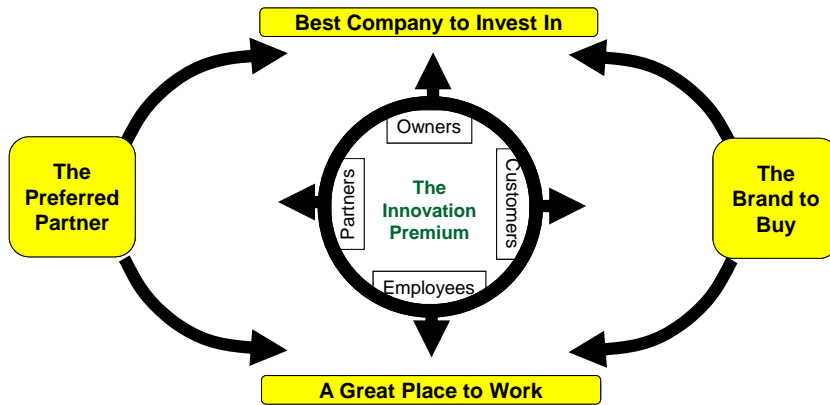 Best Company to Invest In
Owners
The
Preferred
Partner
Partners
The
Innovation
Premium
Customers
The
Brand to
Buy
Employees
A Great Place to Work